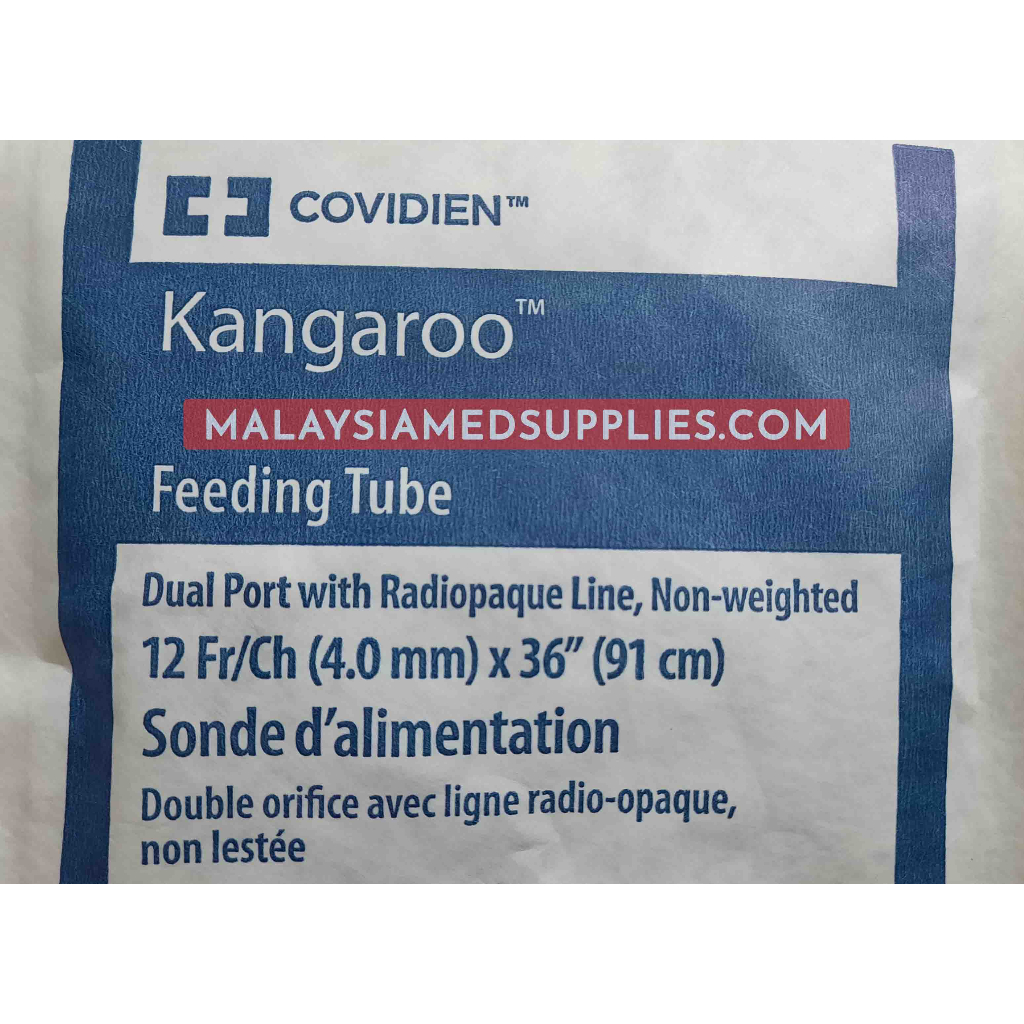 COVIDIEN™
Kangaroo™
MALAYSIAMEDSUPPLIES.COM
Feeding Tube
Dual Port with Radiopaque Line, Non-weighted
12 Fr/Ch (4.0 mm) x 36” (91 cm)
Sonde d’alimentation
Double orifice avec ligne radio-opaque,
non lestée